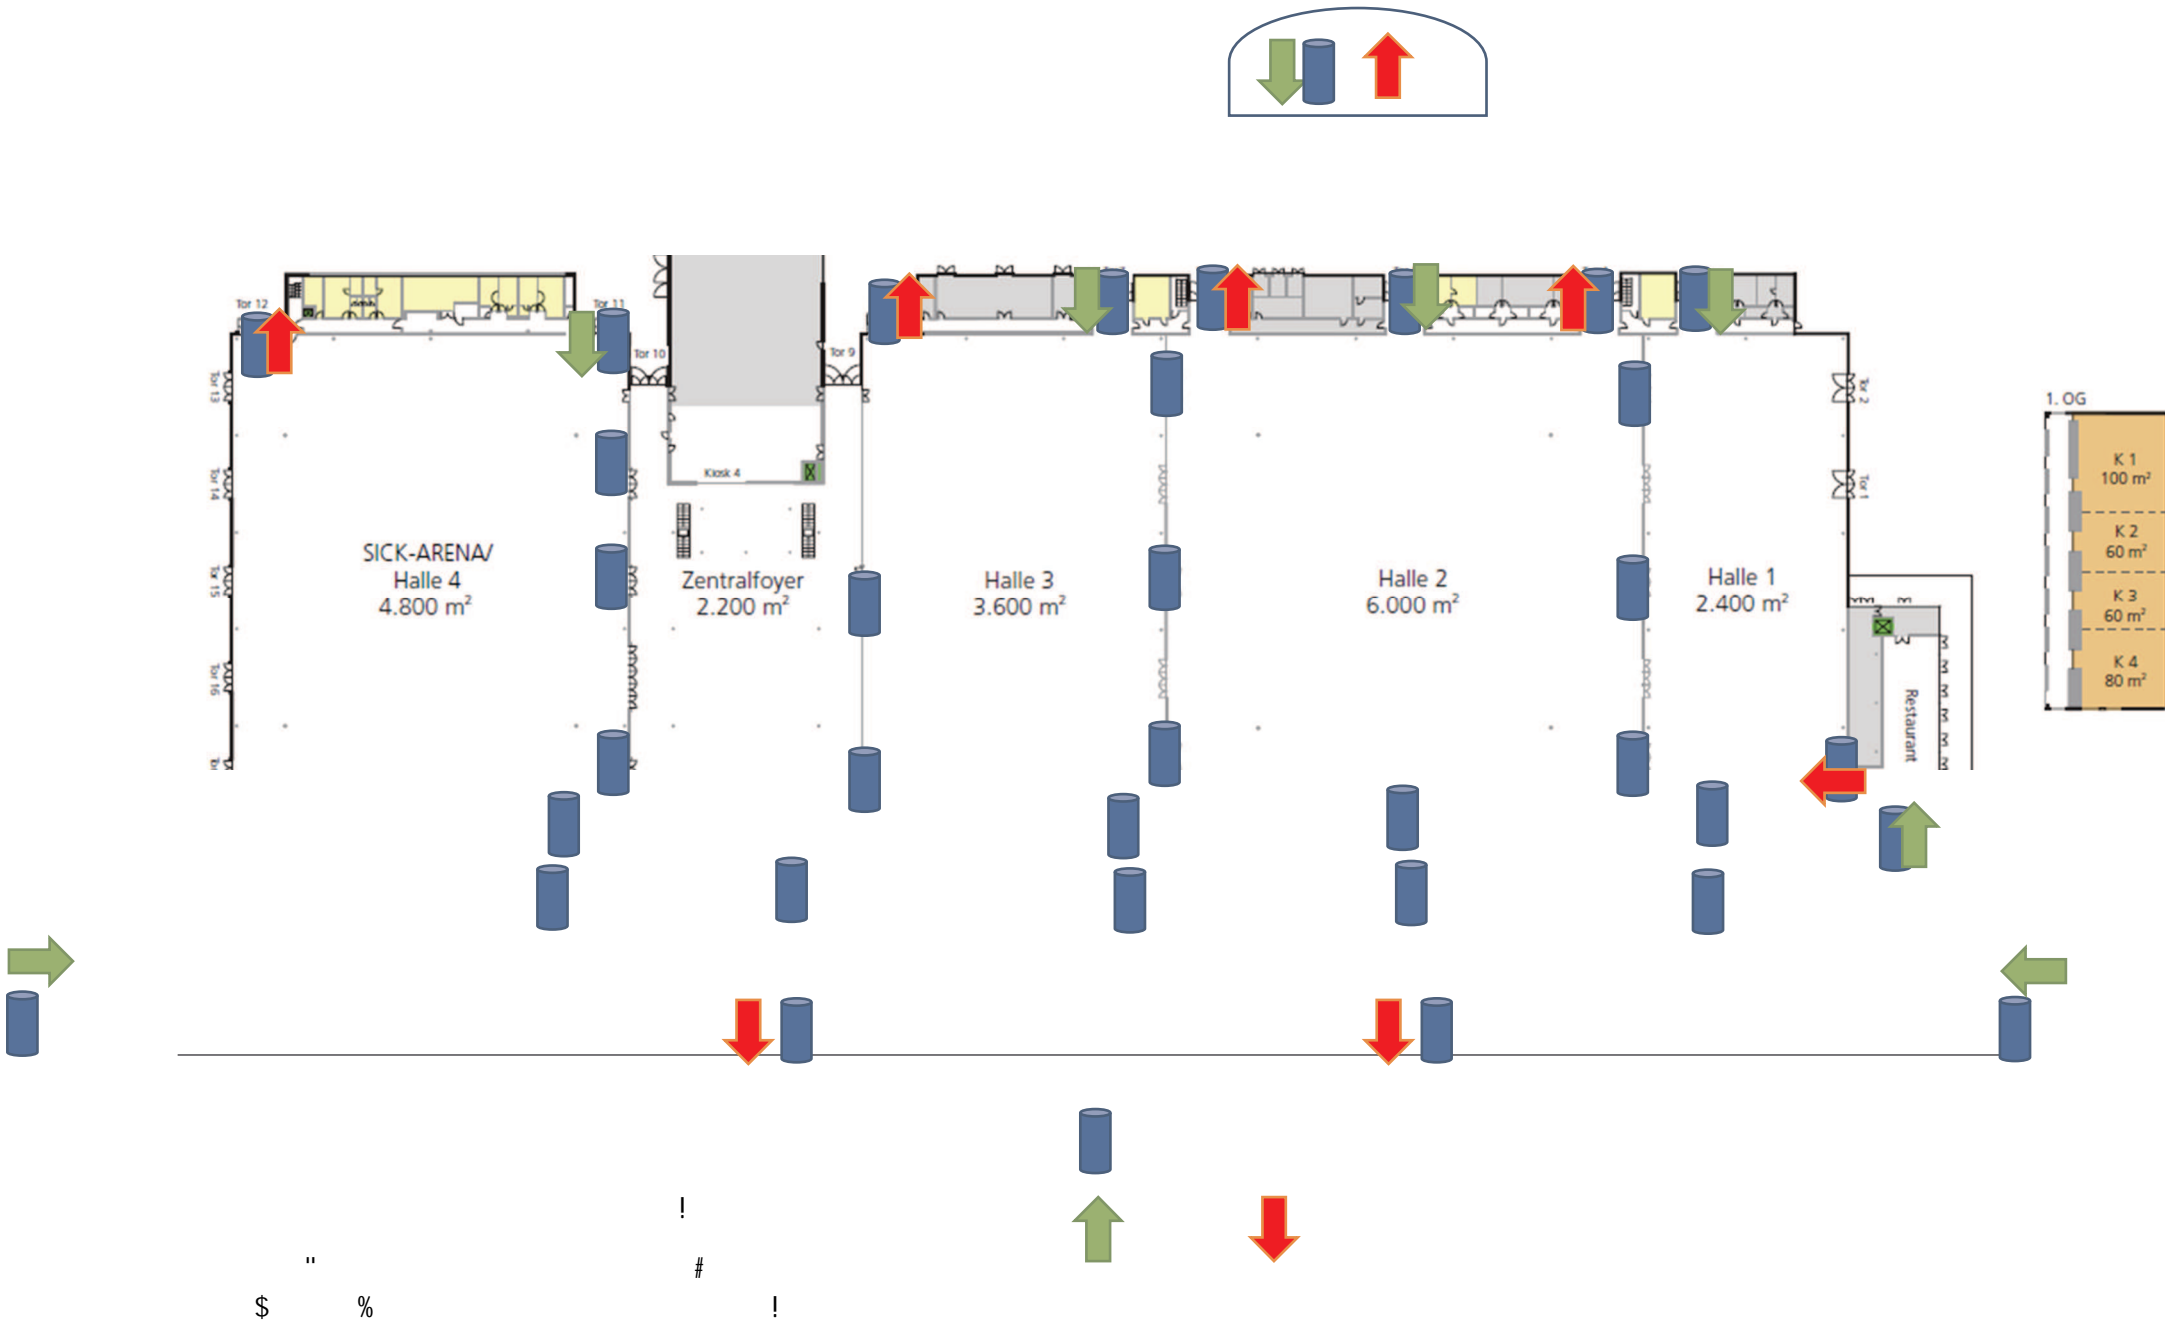 Tor 12
Tor 11
Tor 10
Tor 9
Tor 13
Tor 2
1. OG
Kiosk 4
Tor 14
Tor 1
K 1
100 m²
K 2
60 m²
SICK-ARENA/
Halle 4
4.800 m²
Tor 15
Zentralfoyer
2.200 m²
Halle 3
3.600 m²
Halle 2
6.000 m²
Halle 1
2.400 m²
K 3
60 m²
Tor 16
K 4
80 m²
Restaurant
!
" #
$ % !